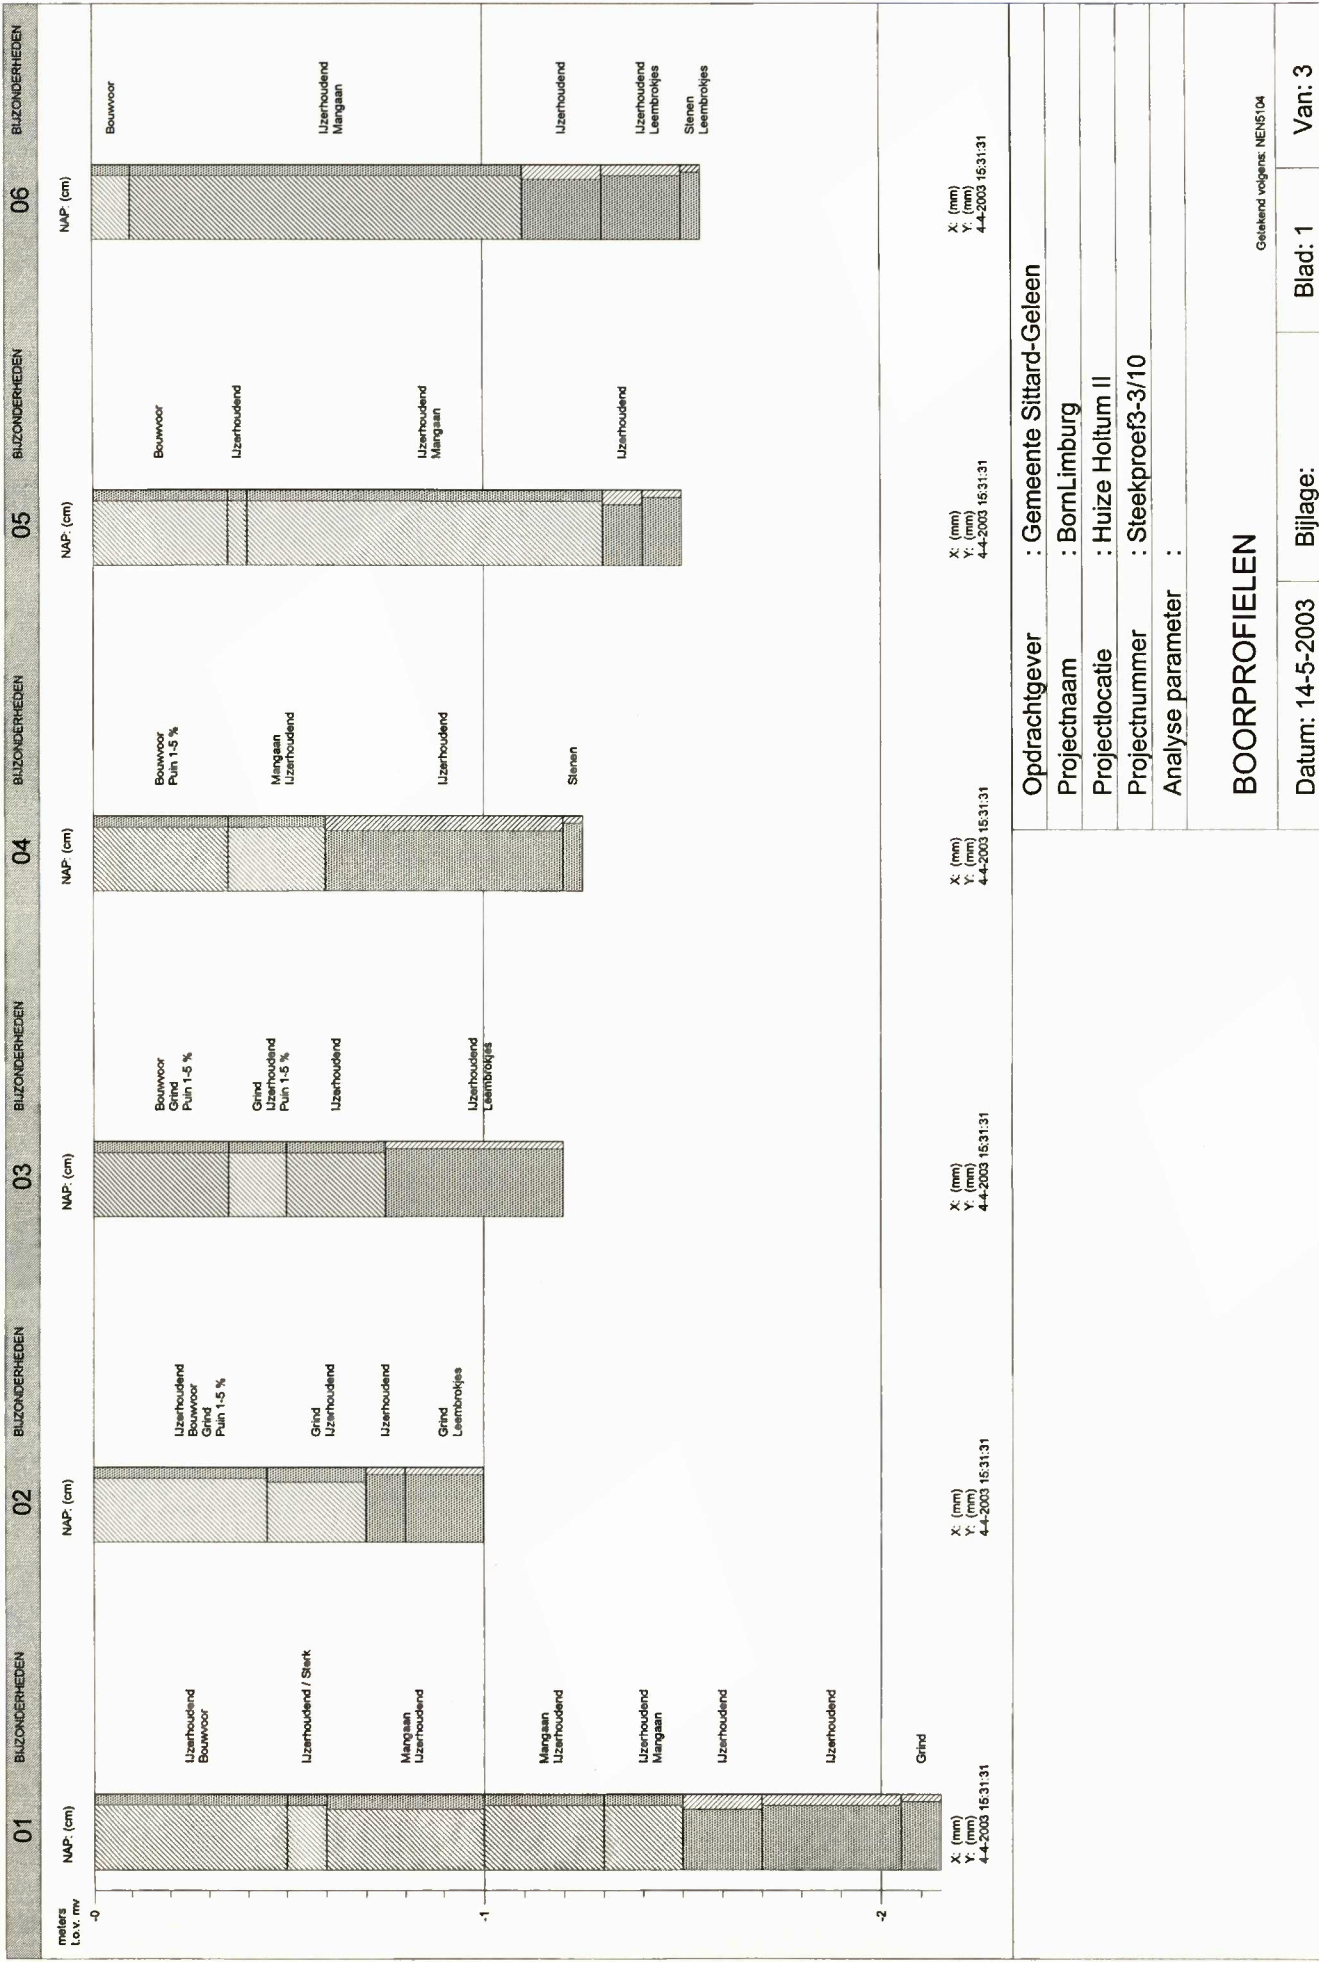 01 BIJZONDERHEDEN 02 BIJZONDERHEDEN 03 BIJZONDERHEDEN 04 BIJZONDERHEDEN 05 BIJZONDERHEDEN 06 BIJZONDERHEDEN
meters
t.o.v. mv
NAP: (cm)
NAP: (cm)
NAP: (cm)
NAP: (cm)
NAP: (cm)
NAP: (cm)
-0
-1
-2
IJzerhoudend
Bouwvoor
IJzerhoudend / Sterk
Mangaan
IJzerhoudend
Mangaan
IJzerhoudend
IJzerhoudend
Mangaan
IJzerhoudend
IJzerhoudend
Grind
X: (mm)
Y: (mm)
4-4-2003 15:31:31
IJzerhoudend
Bouwvoor
Grind
Puin 1-5 %
Grind
IJzerhoudend
IJzerhoudend
Grind
Leembrokjes
X: (mm)
Y: (mm)
4-4-2003 15:31:31
Bouwvoor
Grind
Puin 1-5 %
Grind
IJzerhoudend
Puin 1-5 %
IJzerhoudend
IJzerhoudend
Leembrokjes
X: (mm)
Y: (mm)
4-4-2003 15:31:31
Bouwvoor
Puin 1-5 %
Mangaan
IJzerhoudend
IJzerhoudend
Stenen
X: (mm)
Y: (mm)
4-4-2003 15:31:31
Bouwvoor
IJzerhoudend
IJzerhoudend
Mangaan
IJzerhoudend
X: (mm)
Y: (mm)
4-4-2003 15:31:31
Bouwvoor
IJzerhoudend
Mangaan
IJzerhoudend
IJzerhoudend
Leembrokjes
Stenen
Leembrokjes
X: (mm)
Y: (mm)
4-4-2003 15:31:31
Opdrachtgever : Gemeente Sittard-Geleen
Projectnaam : BornLimburg
Projectlocatie : Huize Holtum II
Projectnummer : Steekproef3-3/10
Analyse parameter :
BOORPROFIELEN
Getekend volgens: NEN5104
Datum: 14-5-2003 Bijlage: Blad: 1 Van: 3